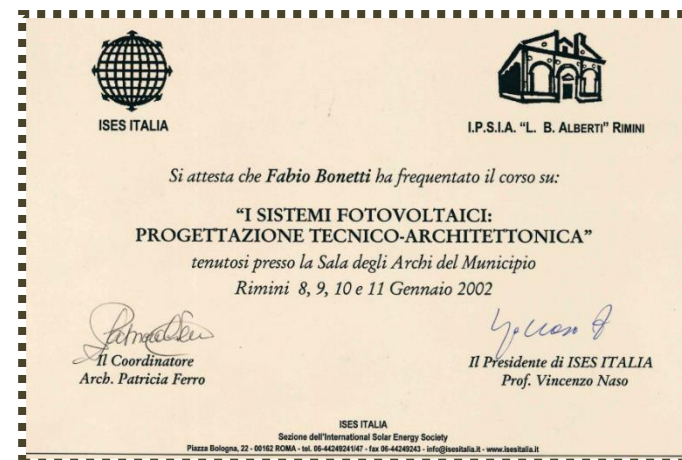 ISES ITALIA
I.P.S.I.A. "L. B. ALBERTI" RIMINI
Si attesta che Fabio Bonetti ha frequentato il corso su:
“I SISTEMI FOTOVOLTAICI:
PROGETTAZIONE TECNICO-ARCHITETTONICA”
tenutosi presso la Sala degli Archi del Municipio
Rimini 8, 9, 10 e 11 Gennaio 2002
Il Coordinatore
Arch. Patricia Ferro
Il Presidente di ISES ITALIA
Prof. Vincenzo Naso
ISES ITALIA
Sezione dell'International Solar Energy Society
Piazza Bologna, 22 - 00162 ROMA - tel. 06-44249241/47 - fax 06-44249243 - info@isesitalia.it - www.isesitalia.it